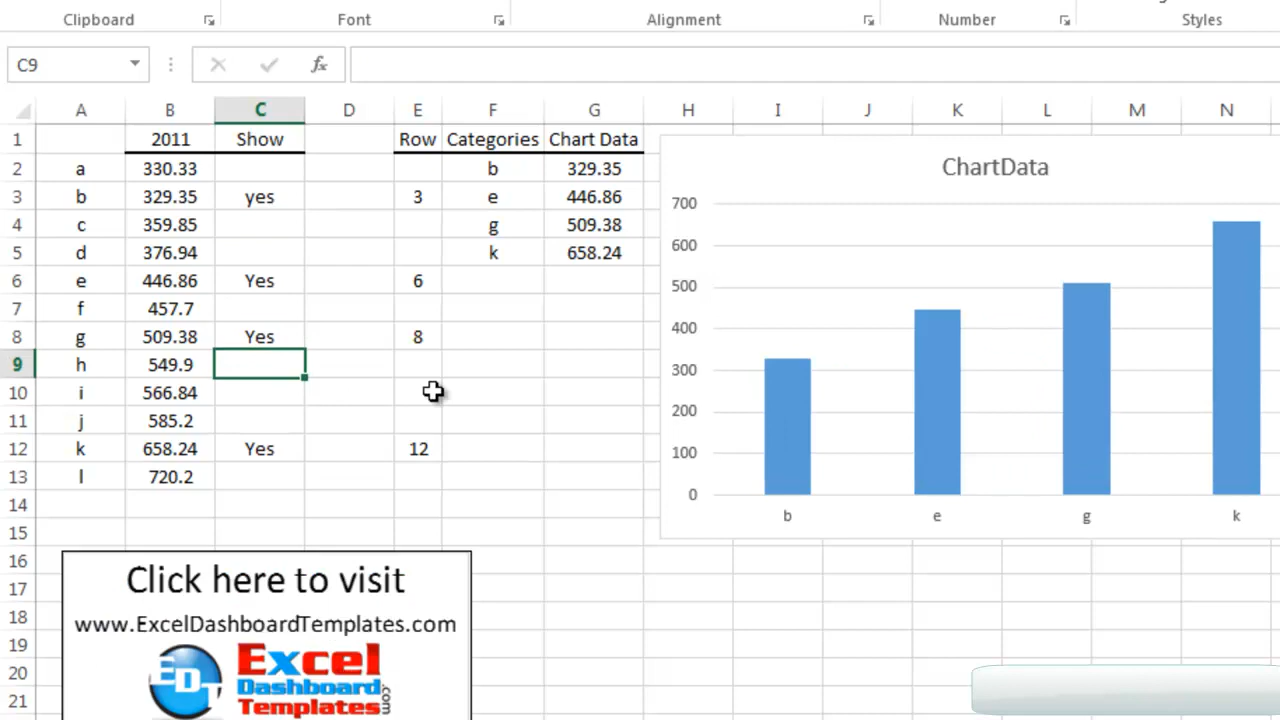 Clipboard Font Alignment Number Styles
C9 fx
A B C D E F G H I J K L M N
1 2011 Show Row Categories Chart Data
2 a 330.33 b 329.35
3 b 329.35 yes 3 e 446.86
4 c 359.85 g 509.38
5 d 376.94 k 658.24
6 e 446.86 Yes 6
7 f 457.7
8 g 509.38 Yes 8
9 h 549.9
10 i 566.84
11 j 585.2
12 k 658.24 Yes 12
13 l 720.2
14
15
16
17
18
19
20
21
ChartData
700
600
500
400
300
200
100
0
b e g k
Click here to visit
www.ExcelDashboardTemplates.com
EDT Excel
Dashboard
Templates.com